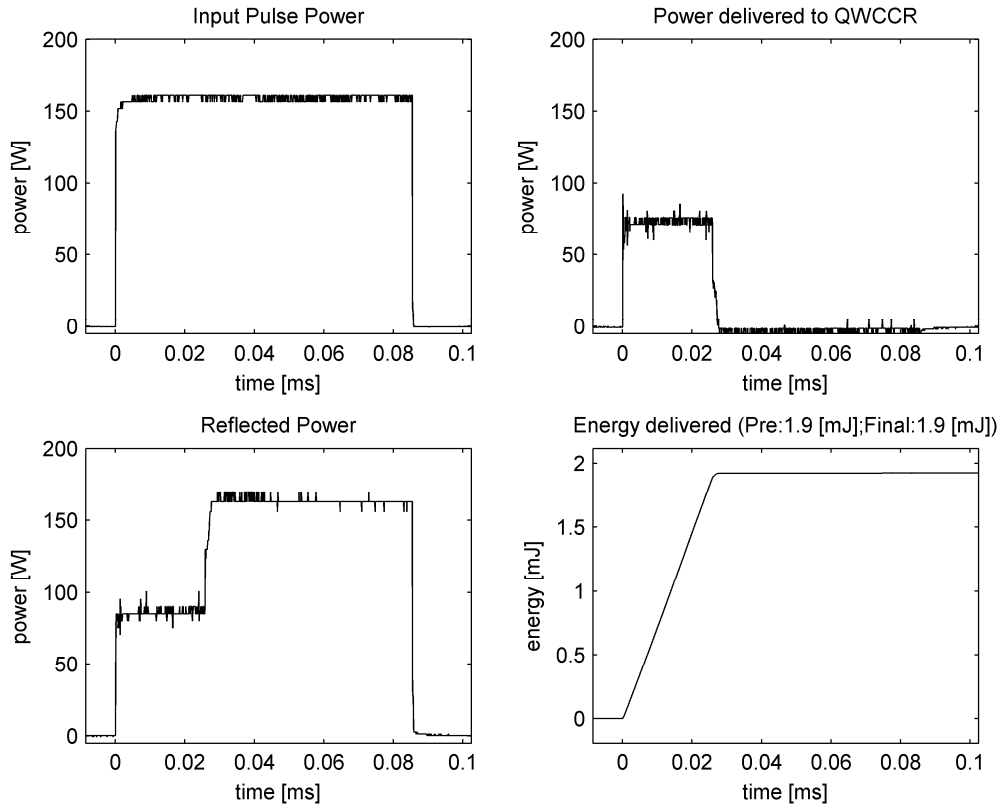 Input Pulse Power
200
150
100
50
0
power [W]
0 0.02 0.04 0.06 0.08 0.1
time [ms]
Power delivered to QWCCR
200
150
100
50
0
power [W]
0 0.02 0.04 0.06 0.08 0.1
time [ms]
Reflected Power
200
150
100
50
0
power [W]
0 0.02 0.04 0.06 0.08 0.1
time [ms]
Energy delivered (Pre:1.9 [mJ];Final:1.9 [mJ])
2
1.5
1
0.5
0
energy [mJ]
0 0.02 0.04 0.06 0.08 0.1
time [ms]